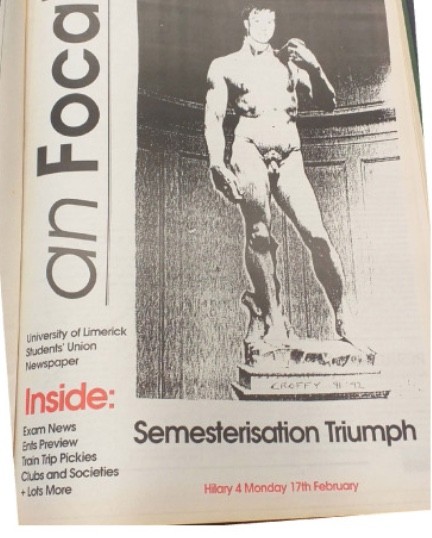 an Foca
University of Limerick
Students' Union
Newspaper
Inside:
Exam News
Ents Preview
Train Trip Pickies
Clubs and Societies
+ Lots More
CROFFY 91-92
Semesterisation Triumph
Hilary 4 Monday 17th February